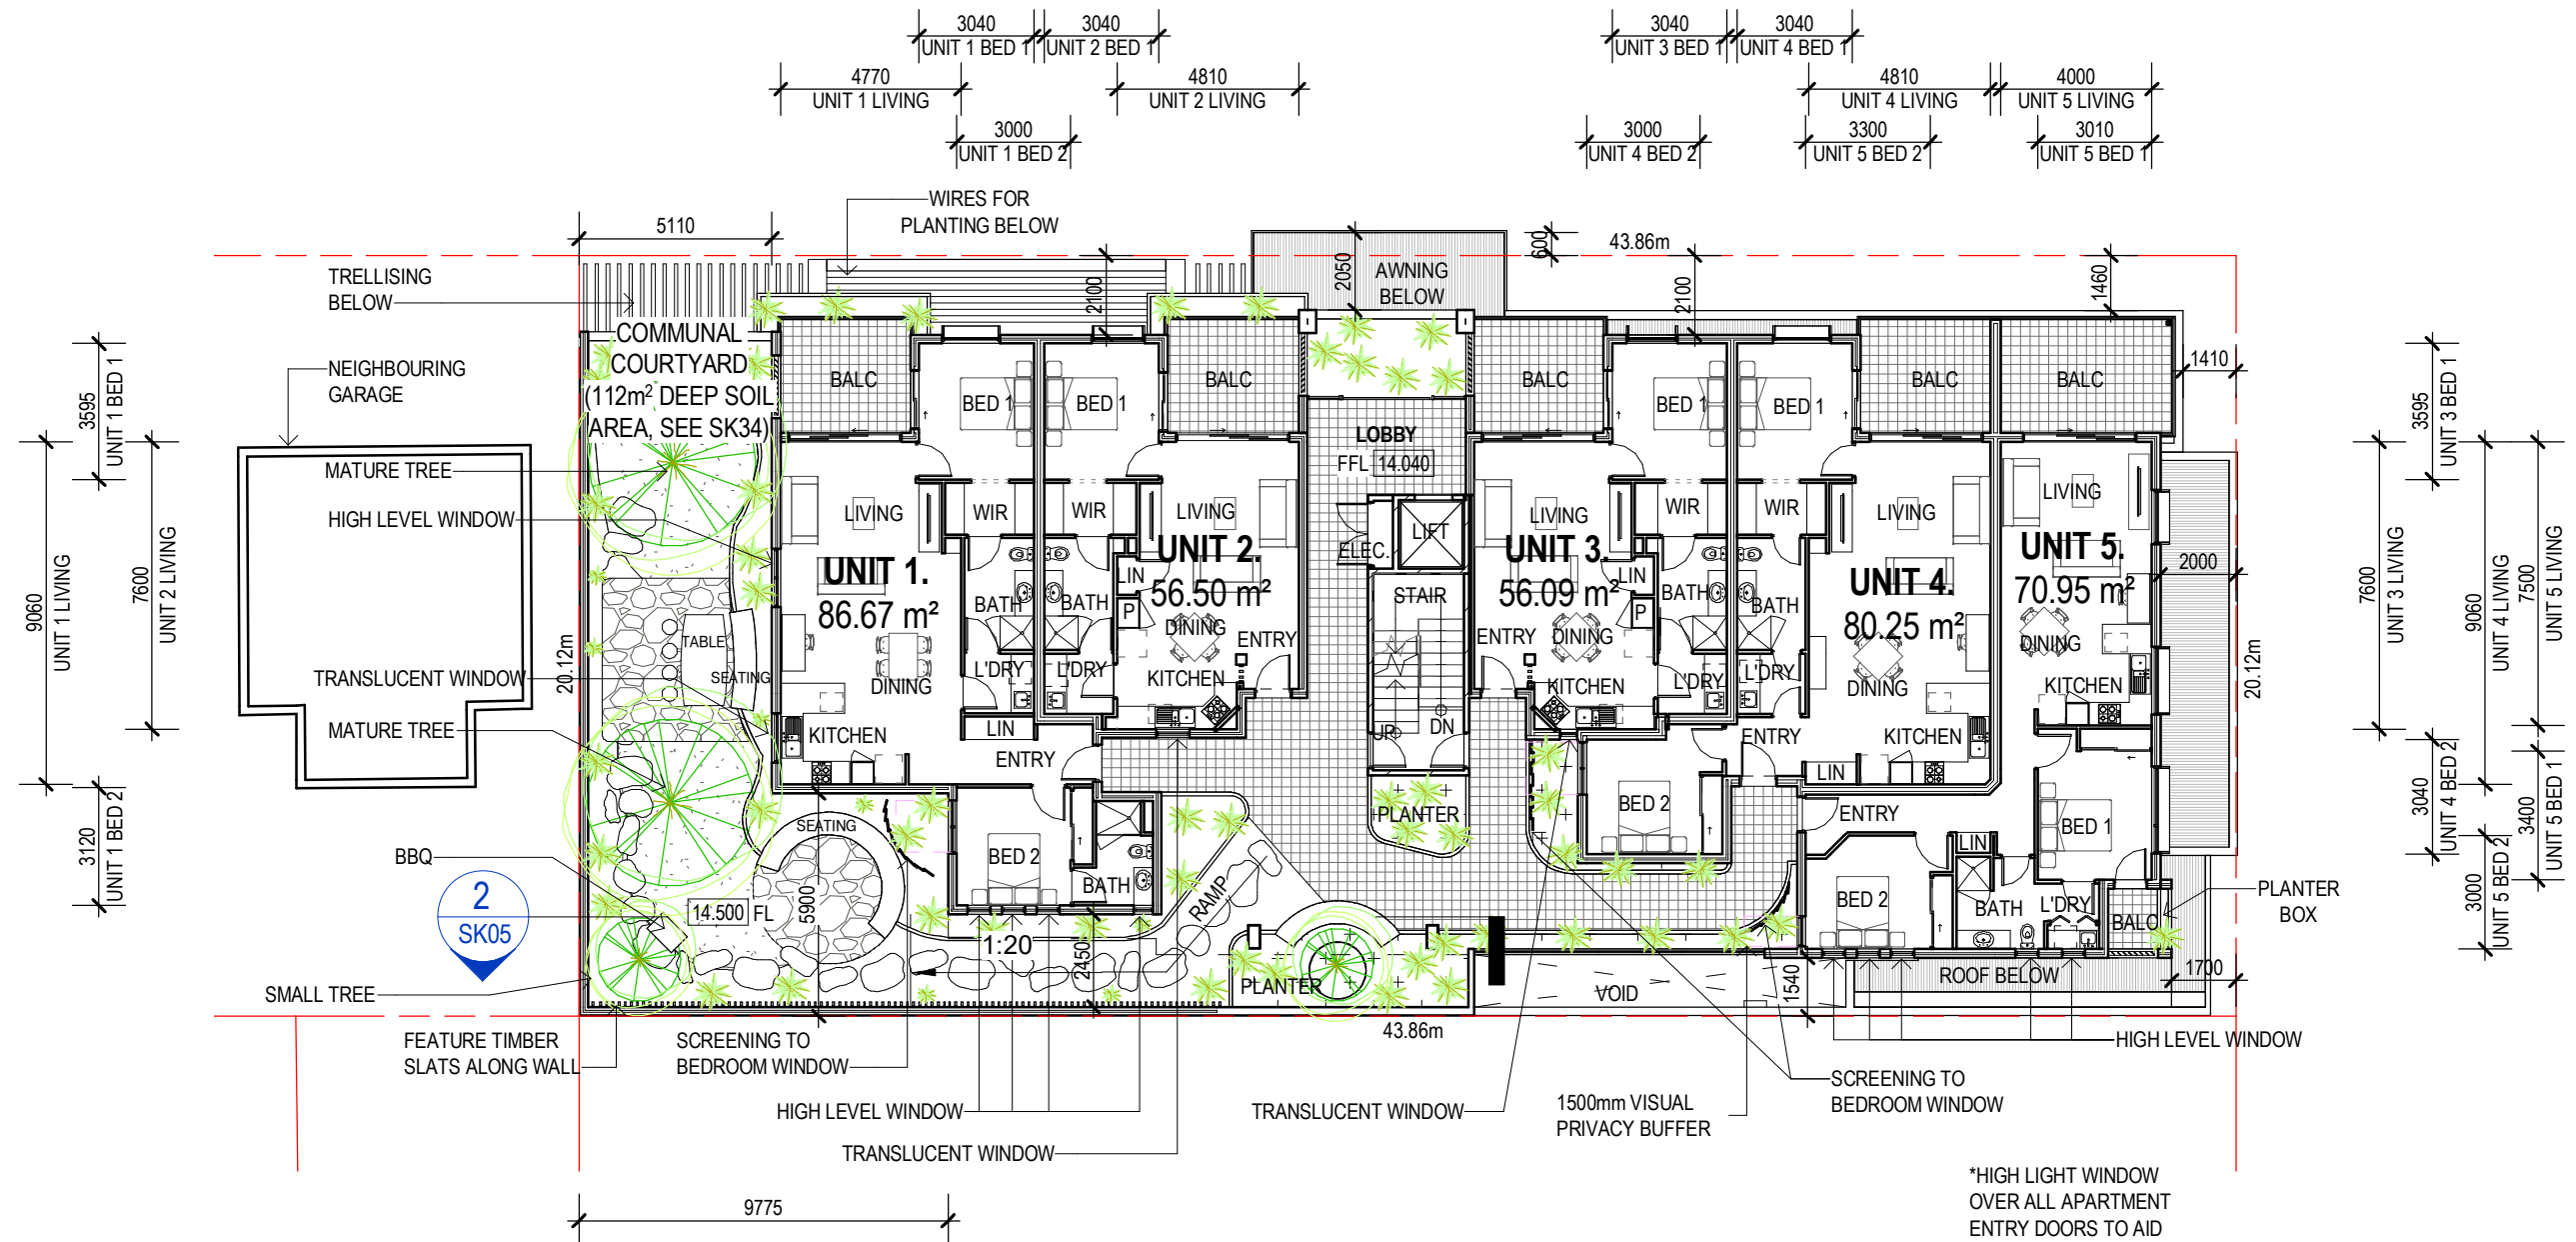 3040
UNIT 1 BED 1
3040
UNIT 2 BED 1
3040
UNIT 3 BED 1
3040
UNIT 4 BED 1
4770
UNIT 1 LIVING
4810
UNIT 2 LIVING
4810
UNIT 4 LIVING
4000
UNIT 5 LIVING
3000
UNIT 1 BED 2
3000
UNIT 4 BED 2
3300
UNIT 5 BED 2
3010
UNIT 5 BED 1
WIRES FOR
PLANTING BELOW
5110
2100
2050
600
43.86m
2100
1460
1410
AWNING
BELOW
TRELLISING
BELOW
COMMUNAL
COURTYARD
(112m² DEEP SOIL
AREA, SEE SK34)
NEIGHBOURING
GARAGE
MATURE TREE
HIGH LEVEL WINDOW
TRANSLUCENT WINDOW
MATURE TREE
BBQ
2
SK05
SMALL TREE
FEATURE TIMBER
SLATS ALONG WALL
SCREENING TO
BEDROOM WINDOW
HIGH LEVEL WINDOW
TRANSLUCENT WINDOW
9775
3595
UNIT 1 BED 1
9060
UNIT 1 LIVING
7600
UNIT 2 LIVING
3120
UNIT 1 BED 2
20.12m
TABLE
SEATING
SEATING
14.500 FL
5900
1:20
2450
RAMP
BALC
BED 1
BED 1
BALC
LIVING
WIR
WIR
LIVING
UNIT 1.
86.67 m²
BATH
BATH
LIN
P
UNIT 2.
56.50 m²
DINING
ENTRY
DINING
L'DRY
L'DRY
KITCHEN
KITCHEN
LIN
ENTRY
BED 2
BATH
LOBBY
FFL 14.040
ELEC.
LIFT
STAIR
UP
DN
PLANTER
PLANTER
43.86m
BALC
BED 1
BED 1
BALC
BALC
LIVING
WIR
WIR
LIVING
LIVING
UNIT 3.
56.09 m²
LIN
P
BATH
BATH
UNIT 4.
80.25 m²
UNIT 5.
70.95 m²
ENTRY
DINING
KITCHEN
L'DRY
L'DRY
DINING
DINING
KITCHEN
KITCHEN
ENTRY
LIN
BED 2
ENTRY
LIN
BED 1
BED 2
BATH
L'DRY
BALC
ROOF BELOW
VOID
1540
1700
2000
20.12m
PLANTER
BOX
HIGH LEVEL WINDOW
SCREENING TO
BEDROOM WINDOW
TRANSLUCENT WINDOW
1500mm VISUAL
PRIVACY BUFFER
3595
UNIT 3 BED 1
7600
UNIT 3 LIVING
9060
UNIT 4 LIVING
7500
UNIT 5 LIVING
3040
UNIT 4 BED 2
3400
UNIT 5 BED 1
3000
UNIT 5 BED 2
*HIGH LIGHT WINDOW
OVER ALL APARTMENT
ENTRY DOORS TO AID